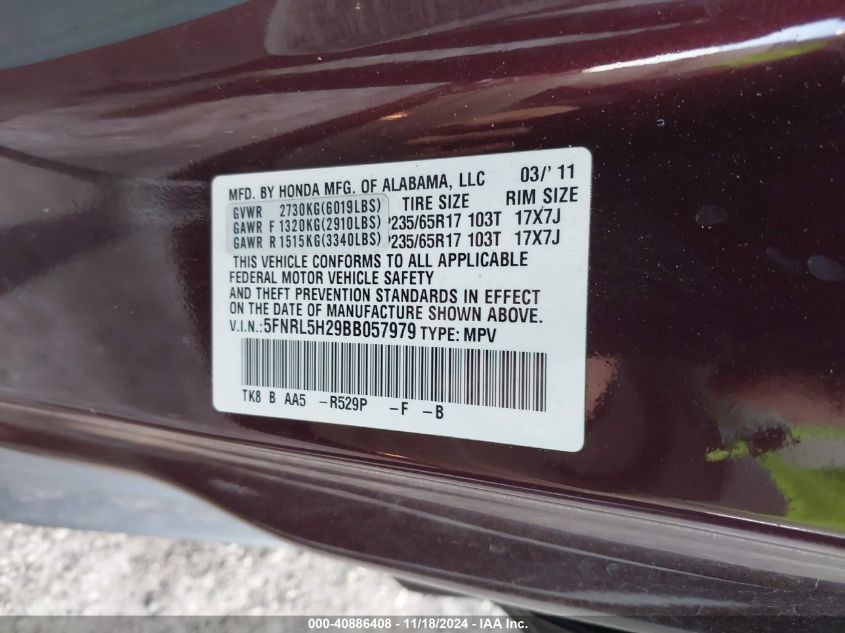 MFD. BY HONDA MFG. OF ALABAMA, LLC 03/' 11
TIRE SIZE RIM SIZE
GVWR 2730KG(6019LBS)
GAWR F 1320KG(2910LBS) P235/65R17 103T 17X7J
GAWR R 1515KG(3340LBS) P235/65R17 103T 17X7J
THIS VEHICLE CONFORMS TO ALL APPLICABLE
FEDERAL MOTOR VEHICLE SAFETY
AND THEFT PREVENTION STANDARDS IN EFFECT
ON THE DATE OF MANUFACTURE SHOWN ABOVE.
V.I.N.: 5FNRL5H29BB057979 TYPE: MPV
TK8 B AA5 -R529P -F -B
000-40886408 - 11/18/2024 - IAA Inc.